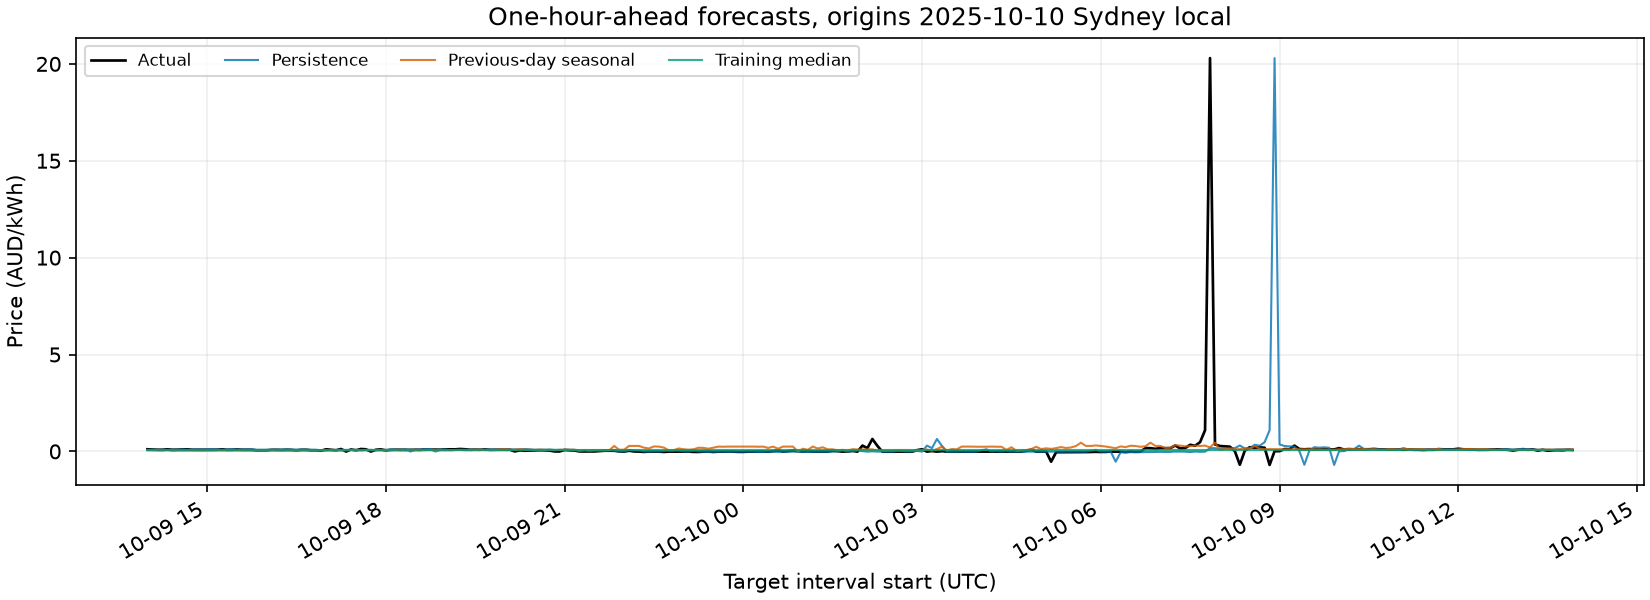 One-hour-ahead forecasts, origins 2025-10-10 Sydney local
Actual Persistence Previous-day seasonal Training median
20
15
10
5
0
Price (AUD/kWh)
10-09 15 10-09 18 10-09 21 10-10 00 10-10 03 10-10 06 10-10 09 10-10 12 10-10 15
Target interval start (UTC)